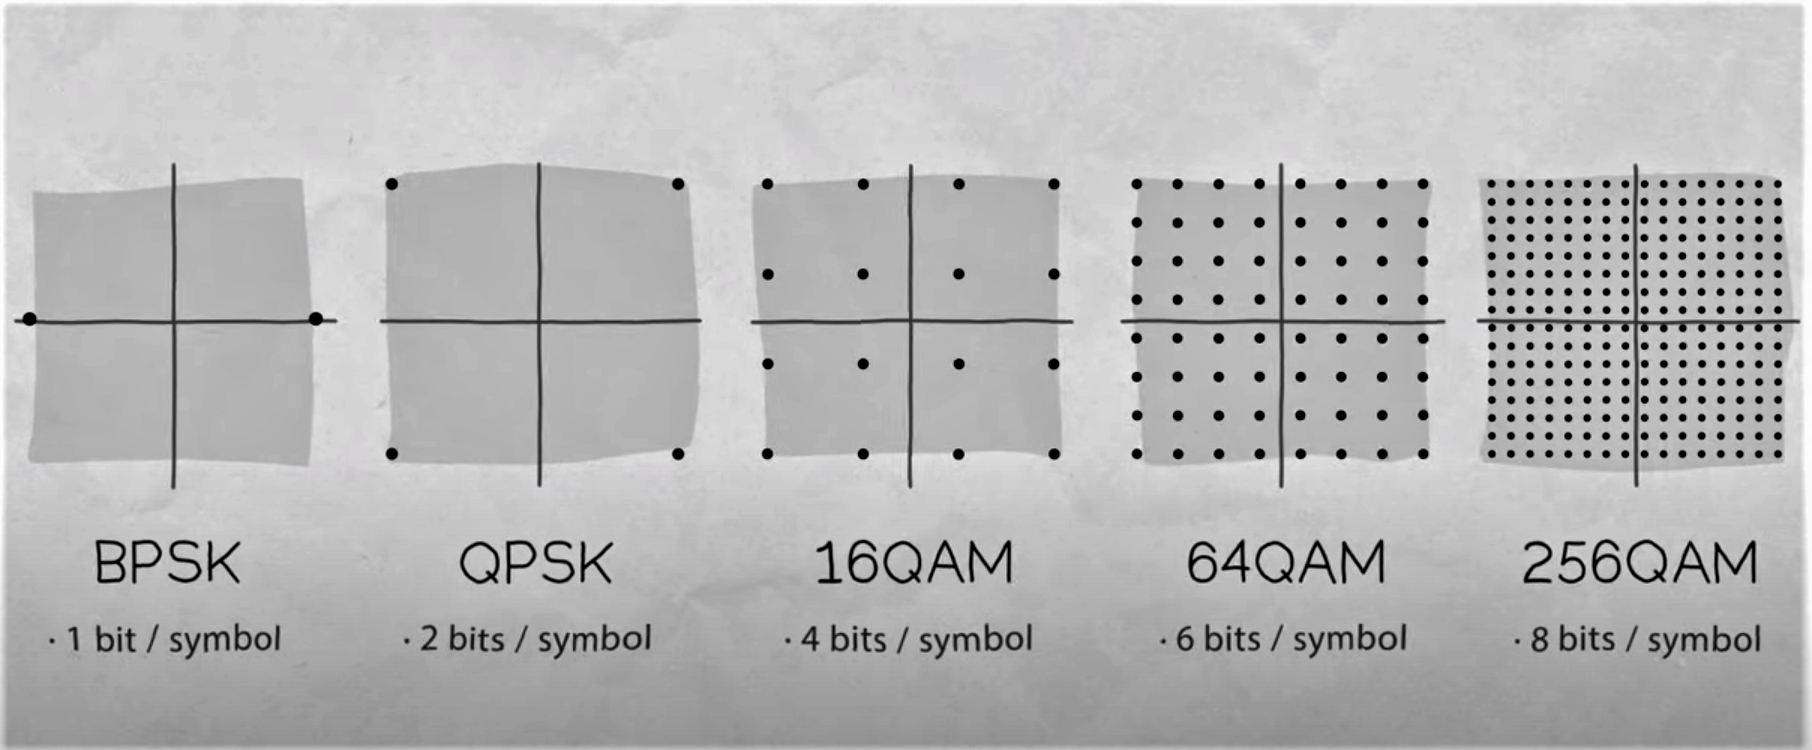 BPSK
· 1 bit / symbol
QPSK
· 2 bits / symbol
16QAM
· 4 bits / symbol
64QAM
· 6 bits / symbol
256QAM
· 8 bits / symbol